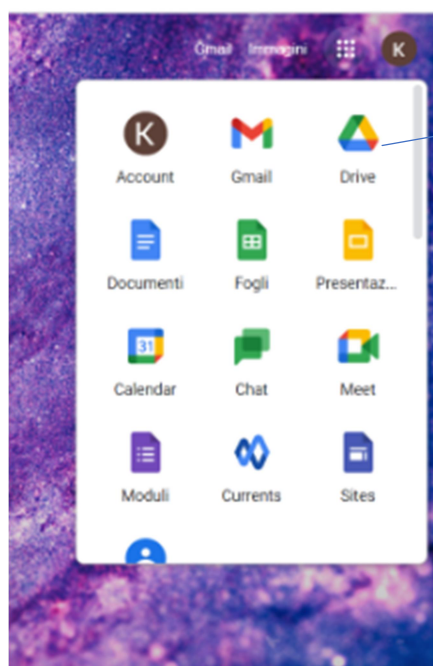 Gmail Immagini K
K
Account Gmail Drive
Documenti Fogli Presentaz...
31
Calendar Chat Meet
Moduli Currents Sites